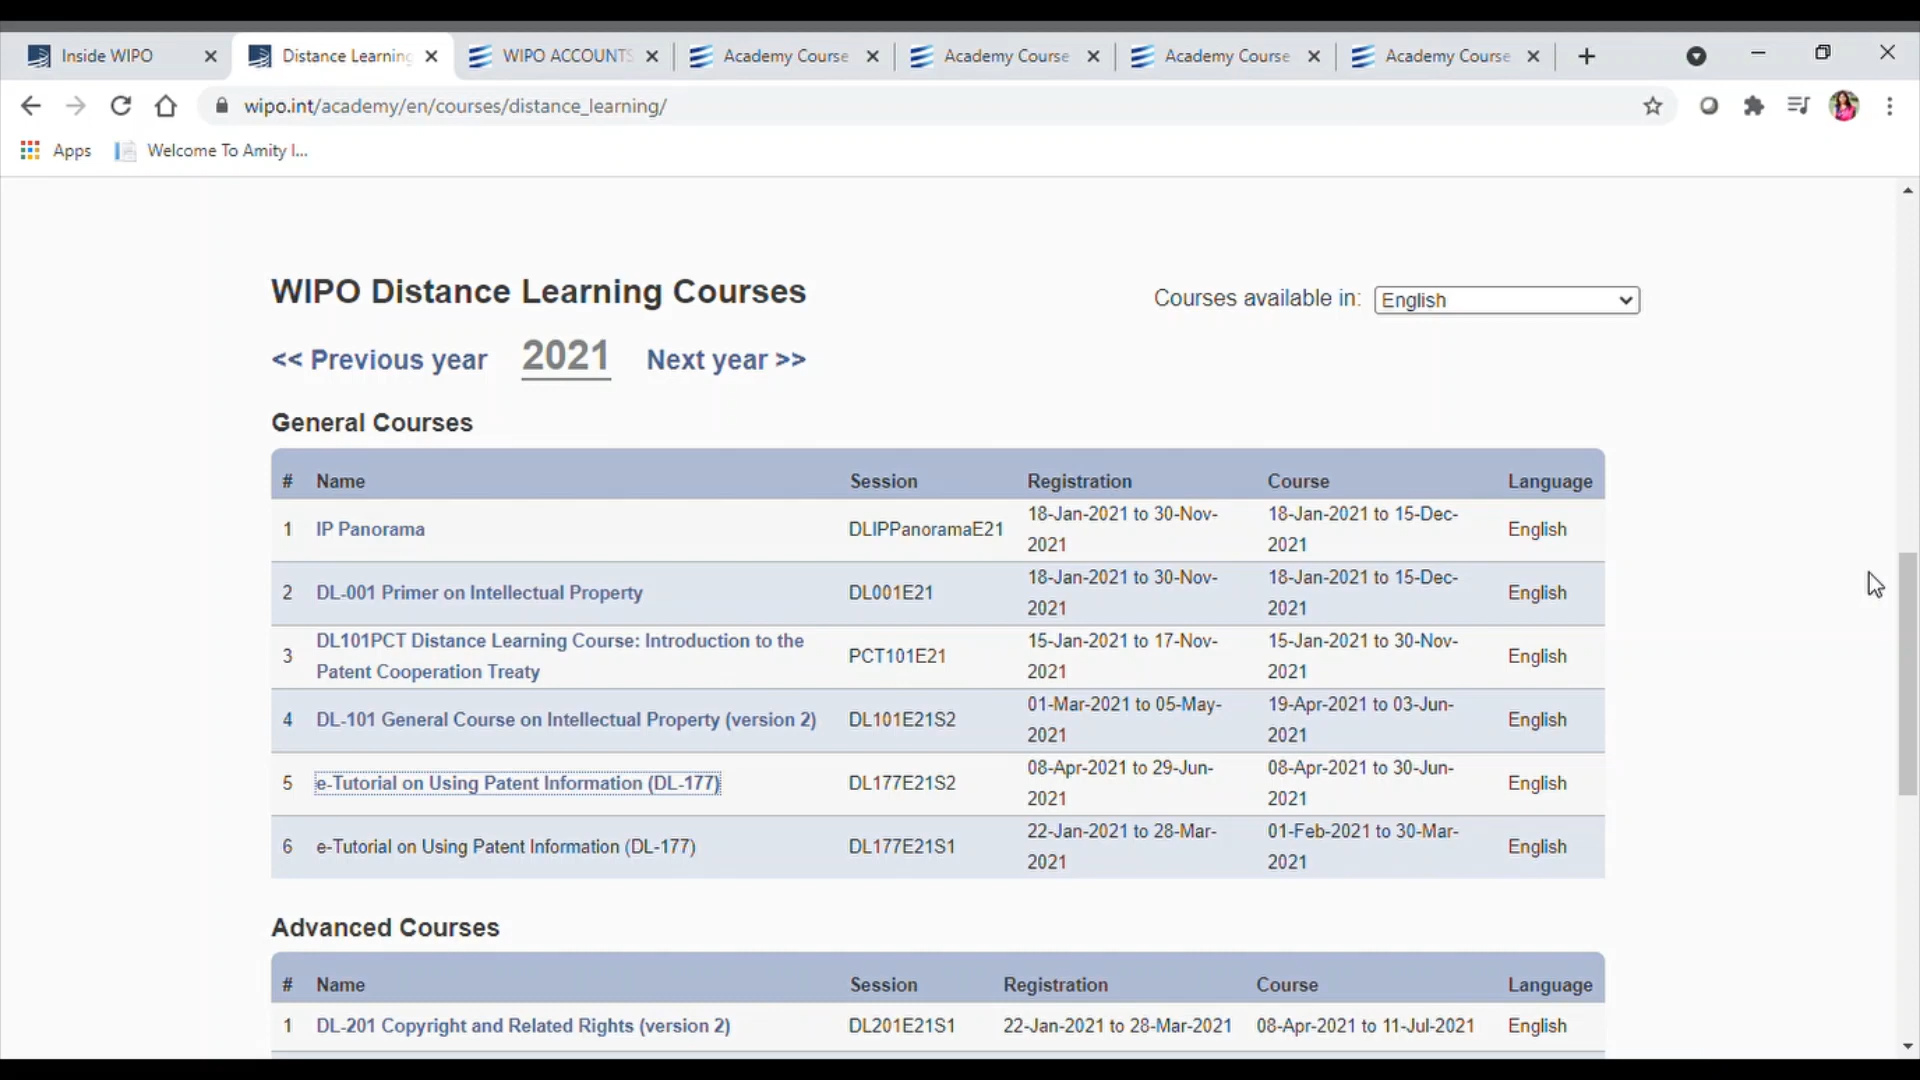 Inside WIPO
Distance Learning
WIPO ACCOUNTS
Academy Course
Academy Course
Academy Course
Academy Course
wipo.int/academy/en/courses/distance_learning/
Apps
Welcome To Amity I...
WIPO Distance Learning Courses
Courses available in: English
<< Previous year 2021 Next year >>
General Courses
# Name Session Registration Course Language
1 IP Panorama DLIPPanoramaE21 18-Jan-2021 to 30-Nov-2021 18-Jan-2021 to 15-Dec-2021 English
2 DL-001 Primer on Intellectual Property DL001E21 18-Jan-2021 to 30-Nov-2021 18-Jan-2021 to 15-Dec-2021 English
3 DL101PCT Distance Learning Course: Introduction to the Patent Cooperation Treaty PCT101E21 15-Jan-2021 to 17-Nov-2021 15-Jan-2021 to 30-Nov-2021 English
4 DL-101 General Course on Intellectual Property (version 2) DL101E21S2 01-Mar-2021 to 05-May-2021 19-Apr-2021 to 03-Jun-2021 English
5 e-Tutorial on Using Patent Information (DL-177) DL177E21S2 08-Apr-2021 to 29-Jun-2021 08-Apr-2021 to 30-Jun-2021 English
6 e-Tutorial on Using Patent Information (DL-177) DL177E21S1 22-Jan-2021 to 28-Mar-2021 01-Feb-2021 to 30-Mar-2021 English
Advanced Courses
# Name Session Registration Course Language
1 DL-201 Copyright and Related Rights (version 2) DL201E21S1 22-Jan-2021 to 28-Mar-2021 08-Apr-2021 to 11-Jul-2021 English